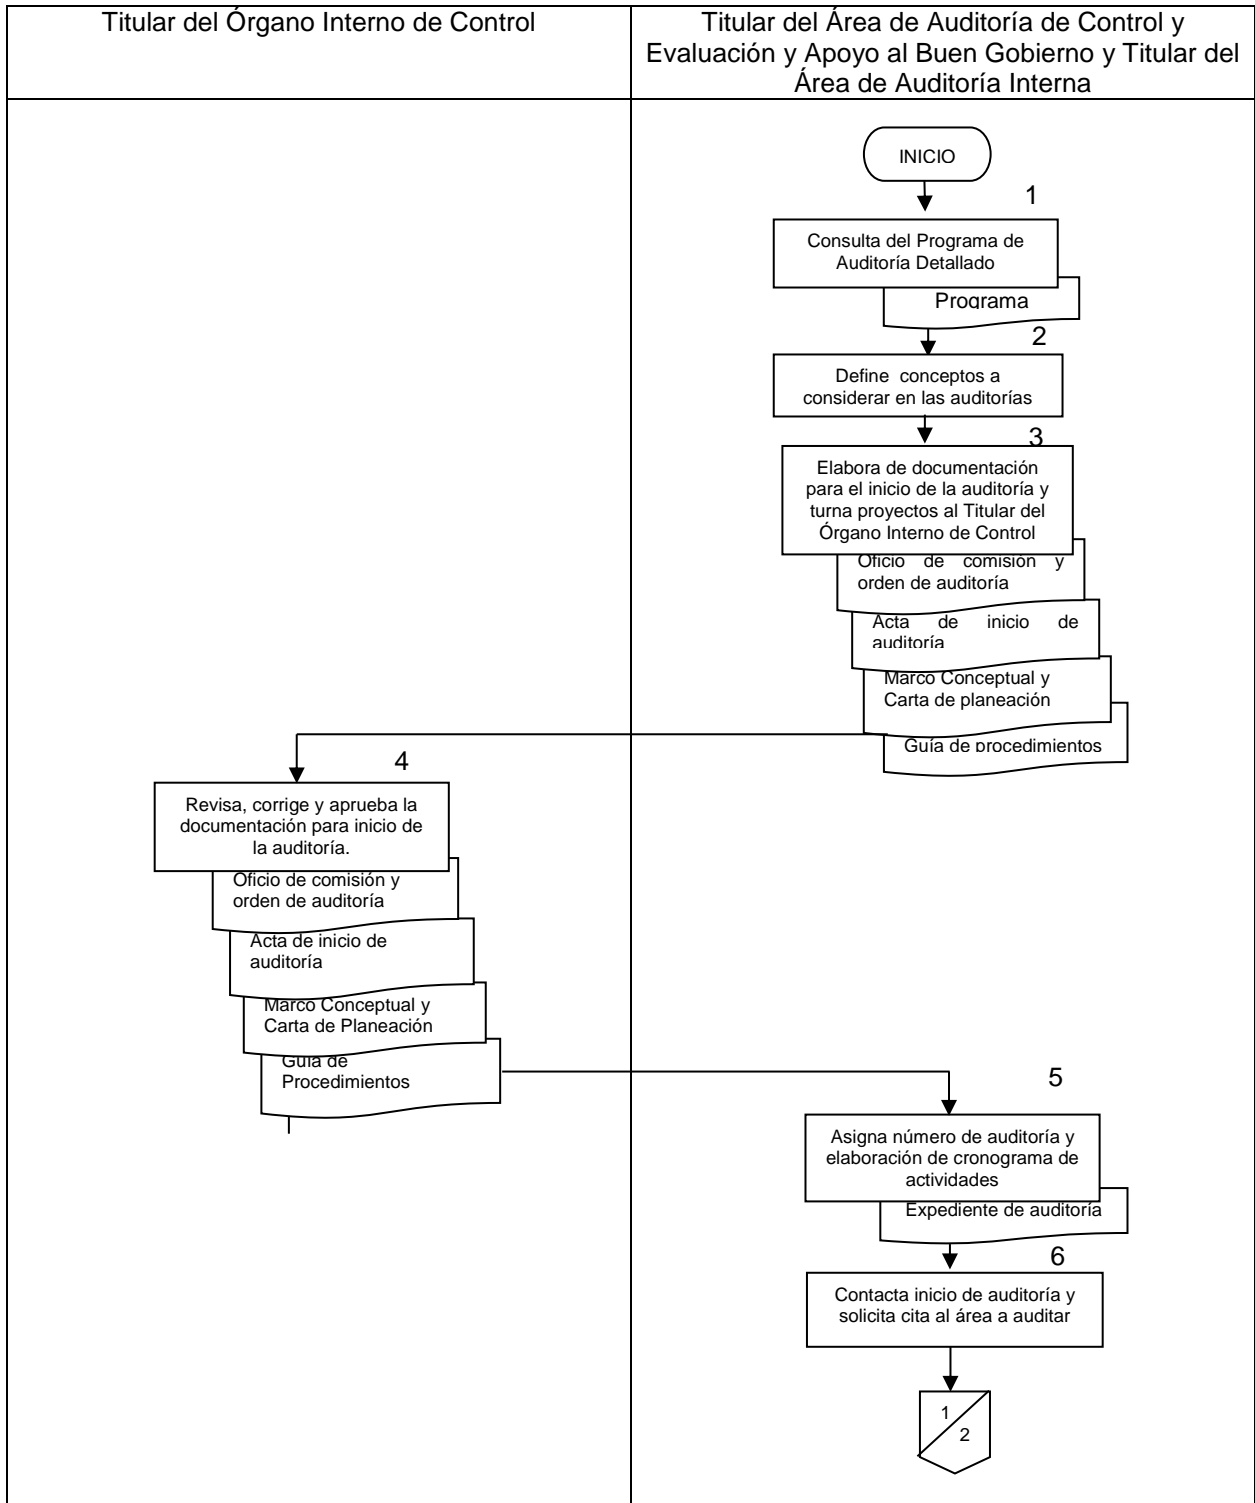 Titular del Órgano Interno de Control
Titular del Área de Auditoría de Control y
Evaluación y Apoyo al Buen Gobierno y Titular del
Área de Auditoría Interna
INICIO
1
Consulta del Programa de
Auditoría Detallado
Programa
2
Define conceptos a
considerar en las auditorías
3
Elabora de documentación
para el inicio de la auditoría y
turna proyectos al Titular del
Órgano Interno de Control
Oficio de comisión y
orden de auditoría
Acta de inicio de
auditoría
Marco Conceptual y
Carta de planeación
Guía de procedimientos
4
Revisa, corrige y aprueba la
documentación para inicio de
la auditoría.
Oficio de comisión y
orden de auditoría
Acta de inicio de
auditoría
Marco Conceptual y
Carta de Planeación
Guía de
Procedimientos
5
Asigna número de auditoría y
elaboración de cronograma de
actividades
Expediente de auditoría
6
Contacta inicio de auditoría y
solicita cita al área a auditar
1
2